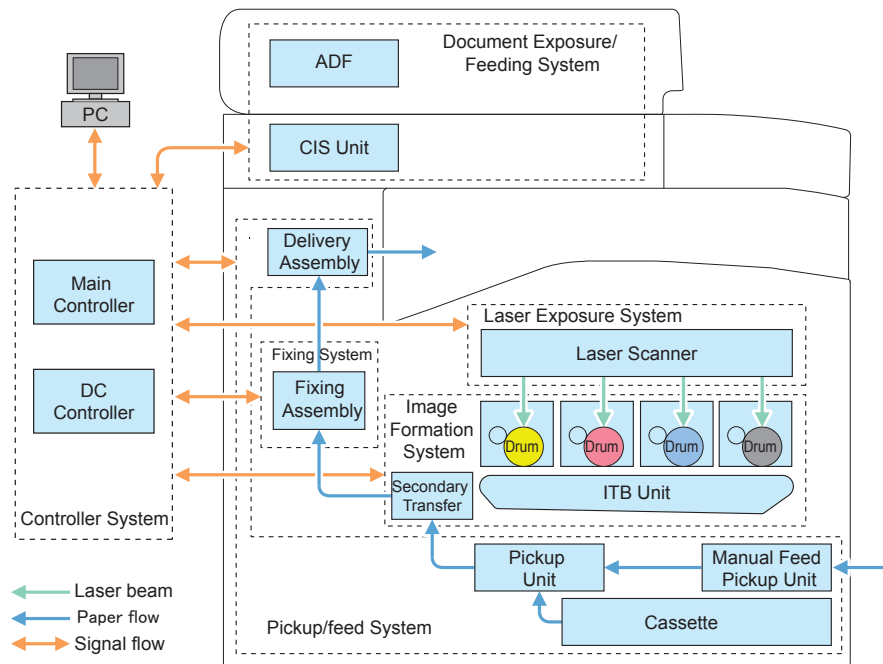 Document Exposure/
Feeding System
ADF
PC
CIS Unit
Delivery
Assembly
Main
Controller
Laser Exposure System
Laser Scanner
Fixing System
DC
Controller
Fixing
Assembly
Image
Formation
System
Drum
Drum
Drum
Drum
Secondary
Transfer
ITB Unit
Controller System
Pickup
Unit
Manual Feed
Pickup Unit
Laser beam
Paper flow
Signal flow
Cassette
Pickup/feed System